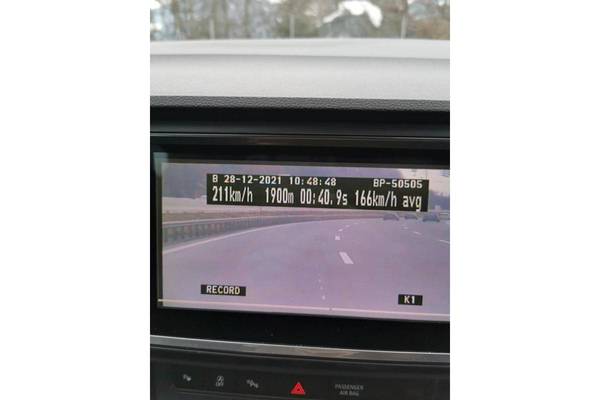 B 28-12-2021 10:48:48 BP-50505
211km/h 1900m 00:40.9s 166km/h avg
RECORD
K1
OFF
PASSENGER
AIR BAG